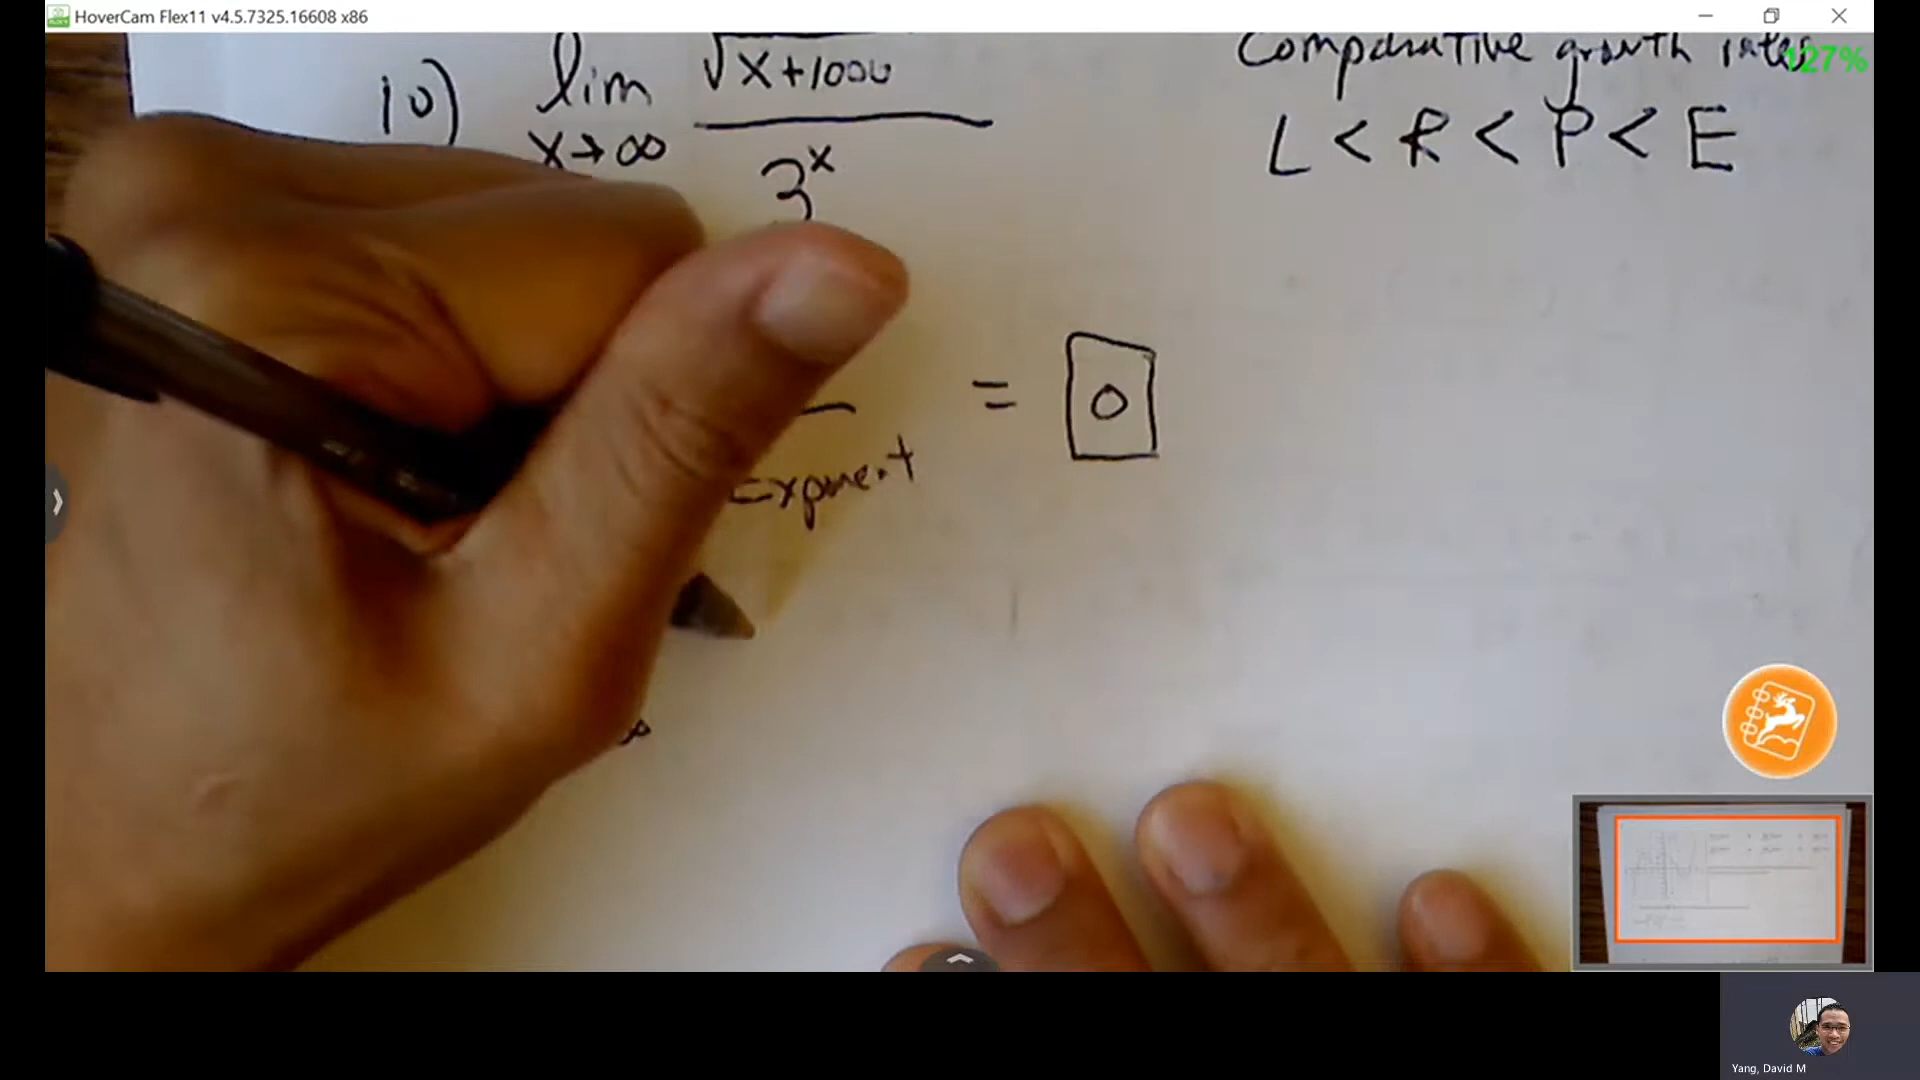 HoverCam Flex11 v4.5.7325.16608 x86
127%
Comparative growth rates
10) lim √x+1000
x→∞ 3^x
L < R < P < E
= 0
Exponent
∞
Yang, David M